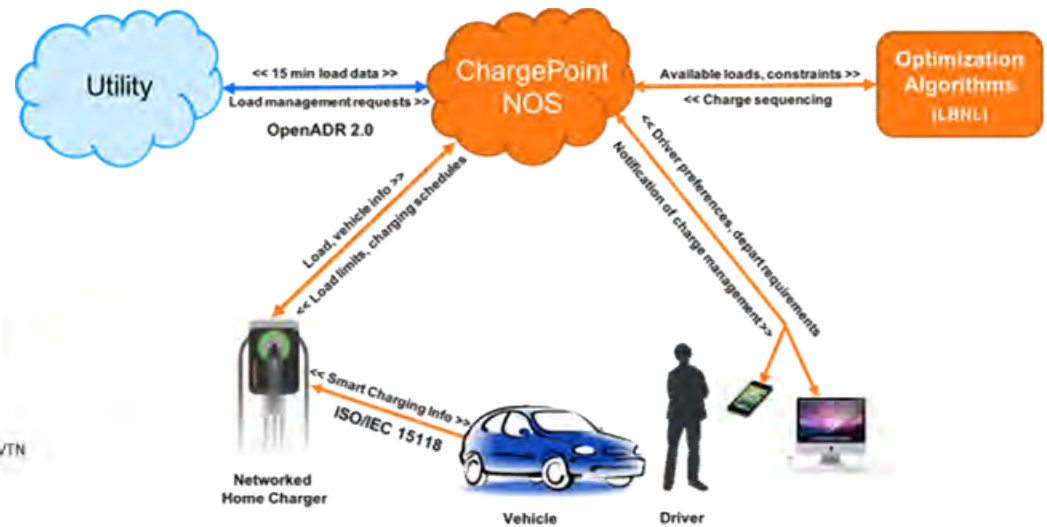 Utility
<< 15 min load data >>
Load management requests >>
OpenADR 2.0
ChargePoint
NOS
Available loads, constraints >>
<< Charge sequencing
Optimization
Algorithms
(LBNL)
Load, vehicle info >>
<< Load limits, charging schedules
<< Driver preferences, depart requirements
Notification of charge management >>
<< Smart Charging Info >>
ISO/IEC 15118
VTN
Networked
Home Charger
Vehicle
Driver